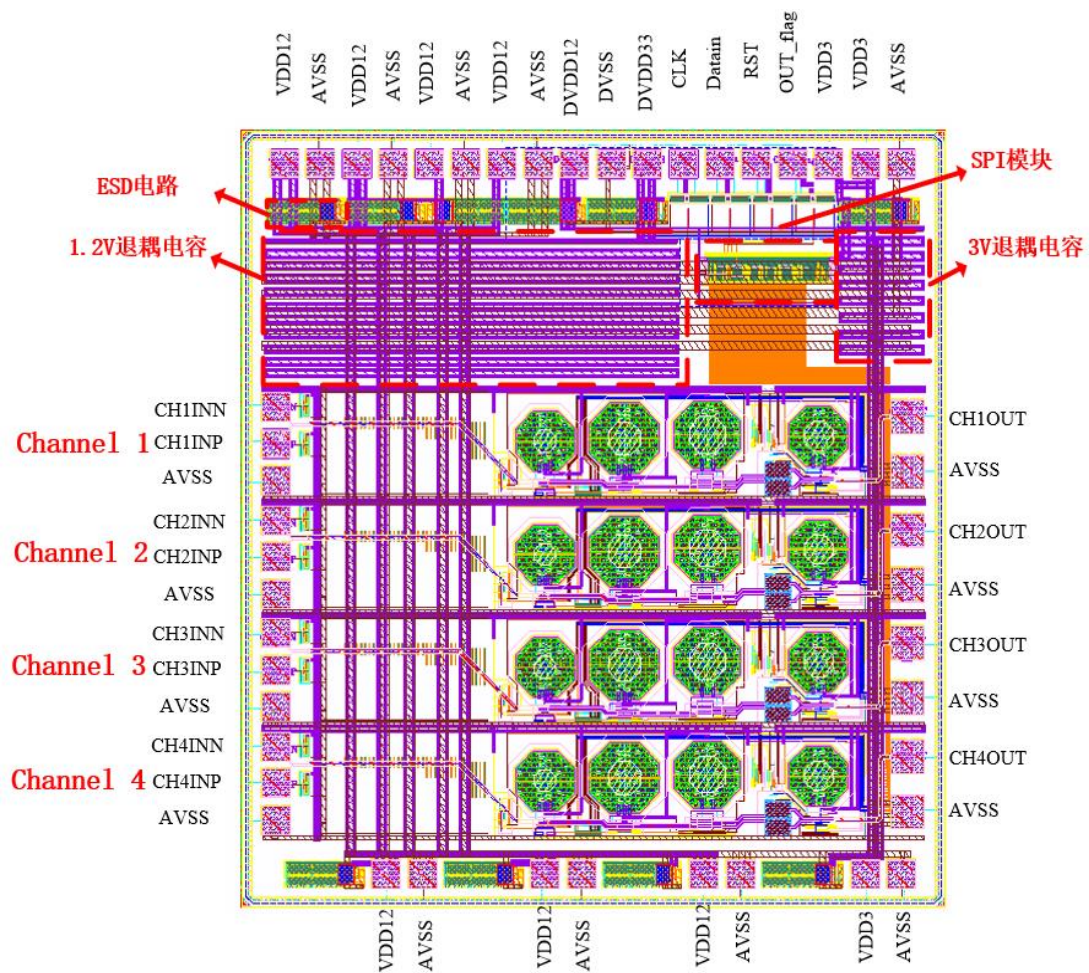 VDD12
AVSS
VDD12
AVSS
VDD12
AVSS
VDD12
AVSS
DVDD12
DVSS
DVDD33
CLK
Datain
RST
OUT_flag
VDD3
VDD3
AVSS
ESD电路
SPI模块
1.2V退耦电容
3V退耦电容
CH1INN
CH1OUT
Channel 1
CH1INP
AVSS
AVSS
CH2INN
CH2OUT
Channel 2
CH2INP
AVSS
AVSS
CH3INN
CH3OUT
Channel 3
CH3INP
AVSS
AVSS
CH4INN
CH4OUT
Channel 4
CH4INP
AVSS
AVSS
VDD12
AVSS
VDD12
AVSS
VDD12
AVSS
VDD3
AVSS